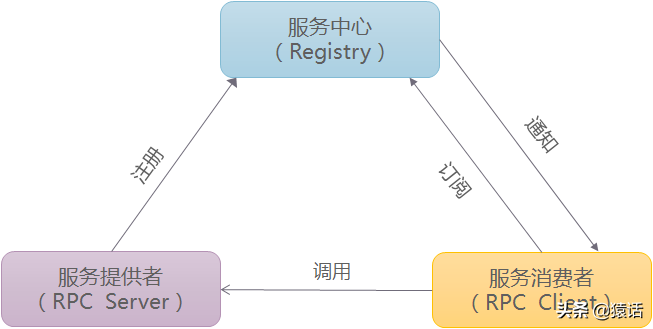 服务中心
（Registry）
注册
订阅
通知
服务提供者
（RPC Server）
调用
服务消费者
（RPC Client）
头条 @猿话